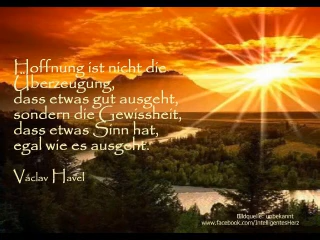 Hoffnung ist nicht die
Überzeugung,
dass etwas gut ausgeht,
sondern die Gewissheit,
dass etwas Sinn hat,
egal wie es ausgeht.
Václav Havel
Bildquelle: unbekannt
www.facebook.com/IntelligentesHerz